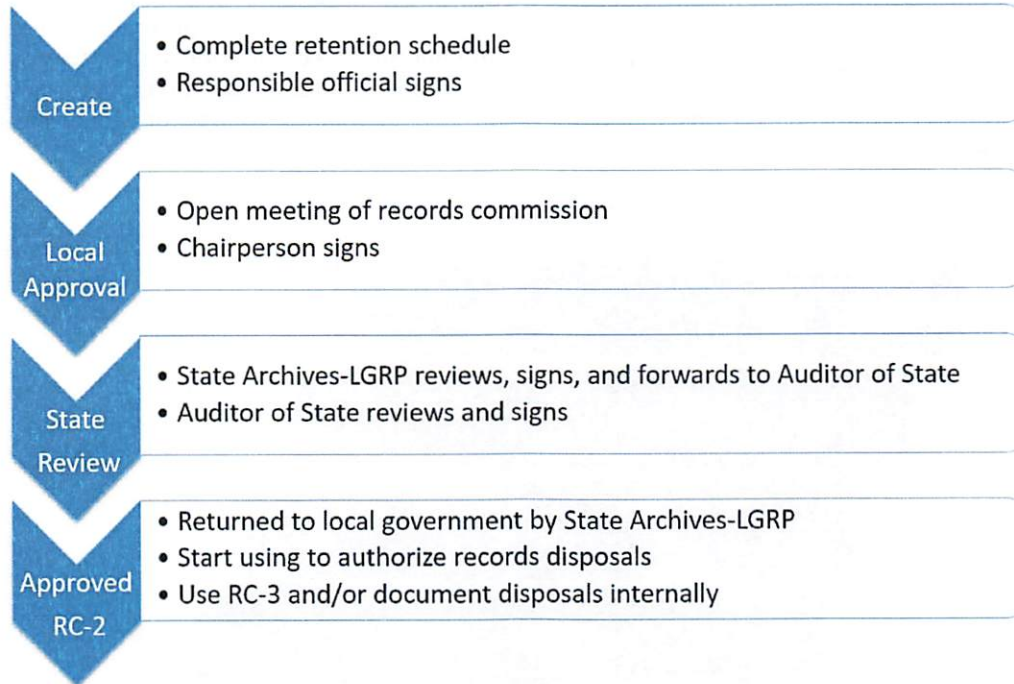 Create
• Complete retention schedule
• Responsible official signs
Local
Approval
• Open meeting of records commission
• Chairperson signs
State
Review
• State Archives-LGRP reviews, signs, and forwards to Auditor of State
• Auditor of State reviews and signs
Approved
RC-2
• Returned to local government by State Archives-LGRP
• Start using to authorize records disposals
• Use RC-3 and/or document disposals internally